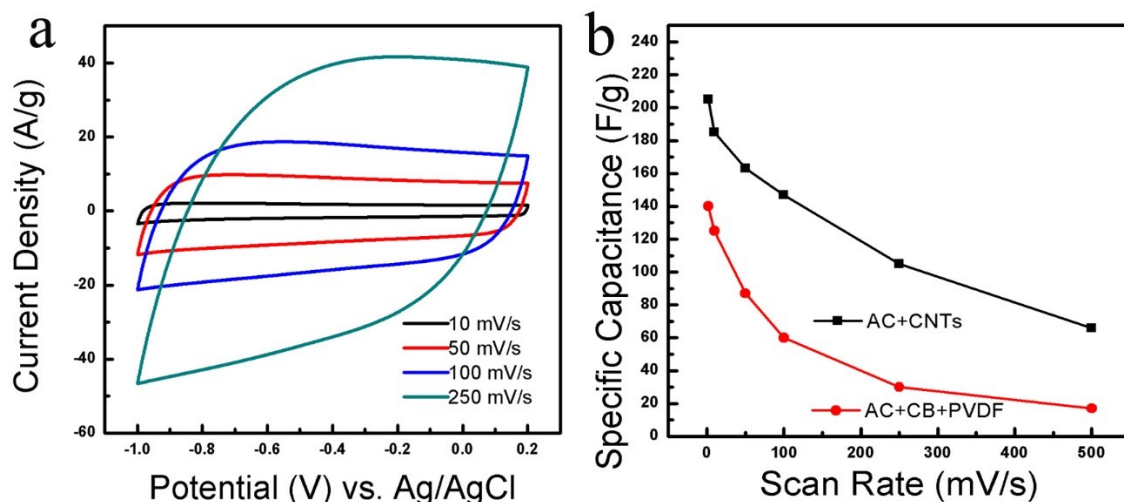 a
Current Density (A/g)
40
20
0
-20
-40
-60
-1.0 -0.8 -0.6 -0.4 -0.2 0.0 0.2
Potential (V) vs. Ag/AgCl
10 mV/s
50 mV/s
100 mV/s
250 mV/s
b
Specific Capacitance (F/g)
240
220
200
180
160
140
120
100
80
60
40
20
0
0 100 200 300 400 500
Scan Rate (mV/s)
AC+CNTs
AC+CB+PVDF